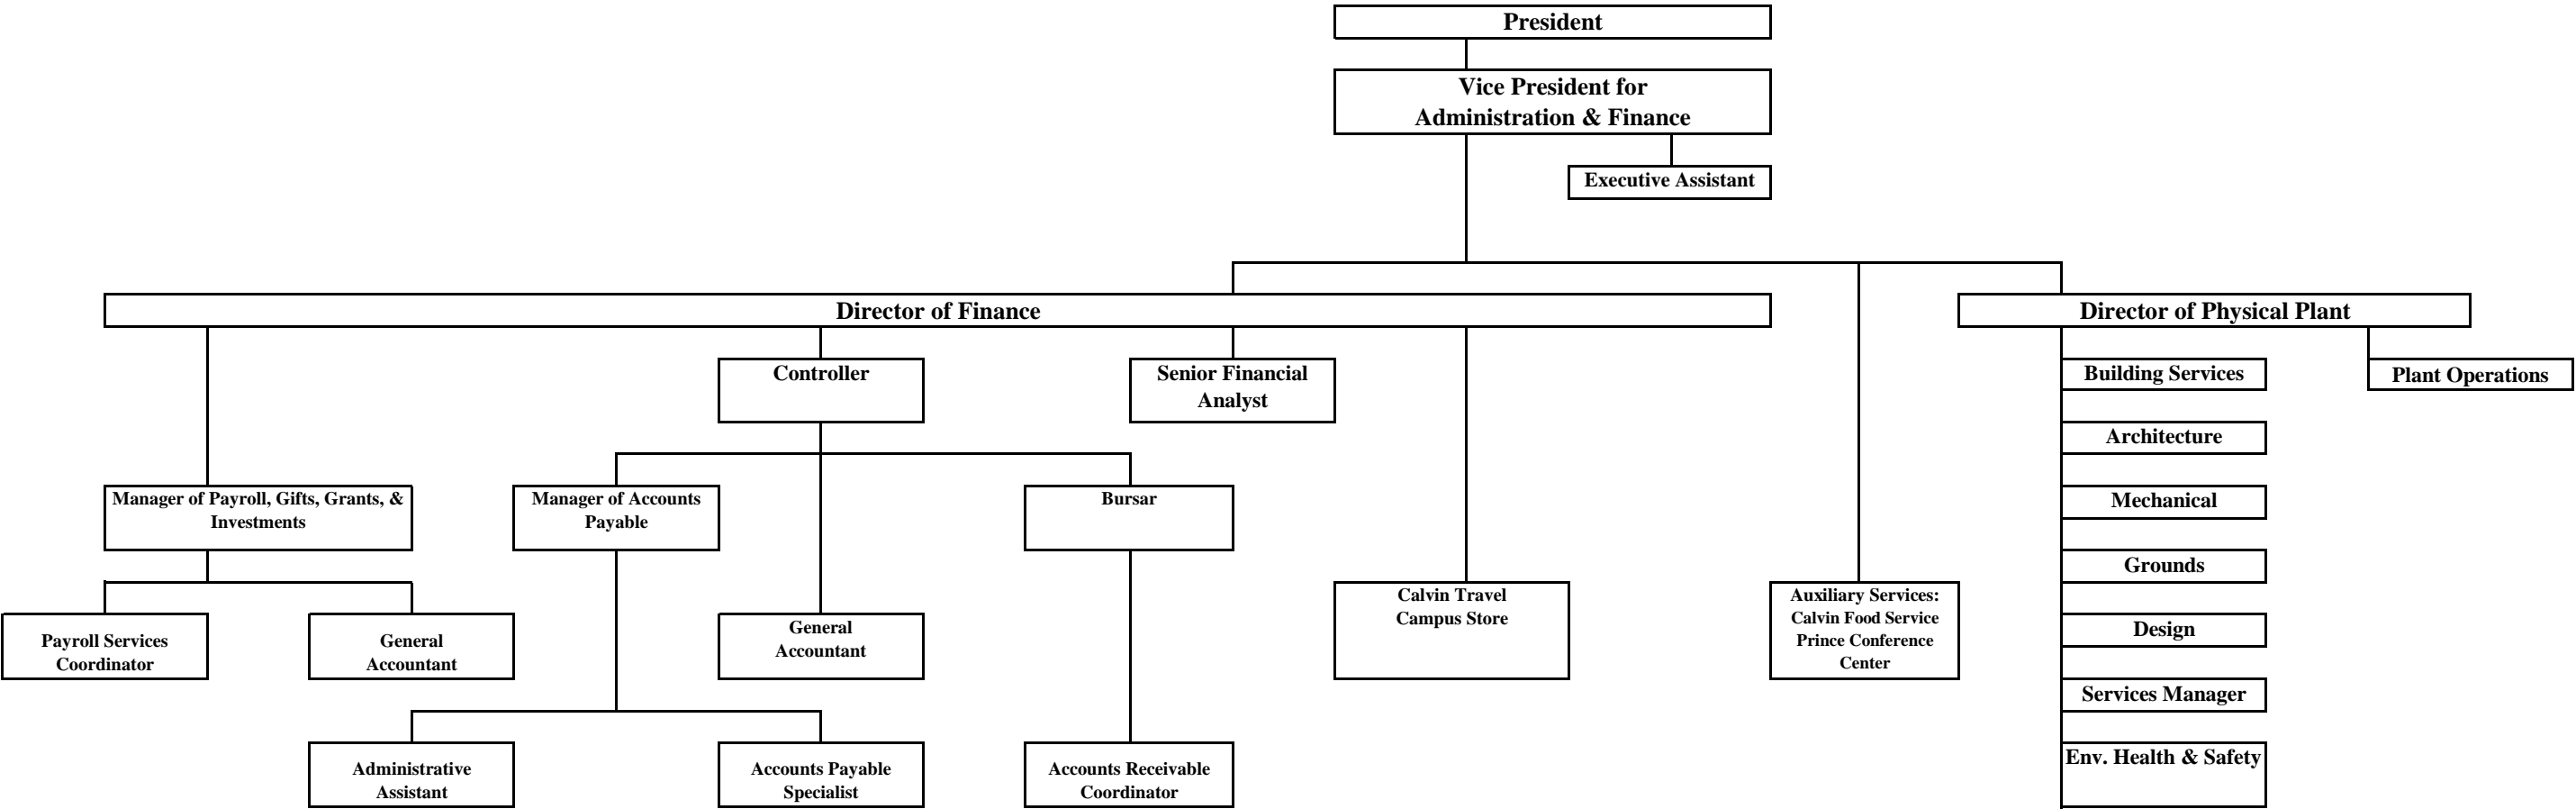 President
Vice President for
Administration & Finance
Executive Assistant
Director of Finance
Director of Physical Plant
Controller
Senior Financial
Analyst
Building Services
Plant Operations
Architecture
Manager of Payroll, Gifts, Grants, &
Investments
Manager of Accounts
Payable
Bursar
Mechanical
Grounds
Payroll Services
Coordinator
General
Accountant
General
Accountant
Calvin Travel
Campus Store
Auxiliary Services:
Calvin Food Service
Prince Conference
Center
Design
Services Manager
Administrative
Assistant
Accounts Payable
Specialist
Accounts Receivable
Coordinator
Env. Health & Safety